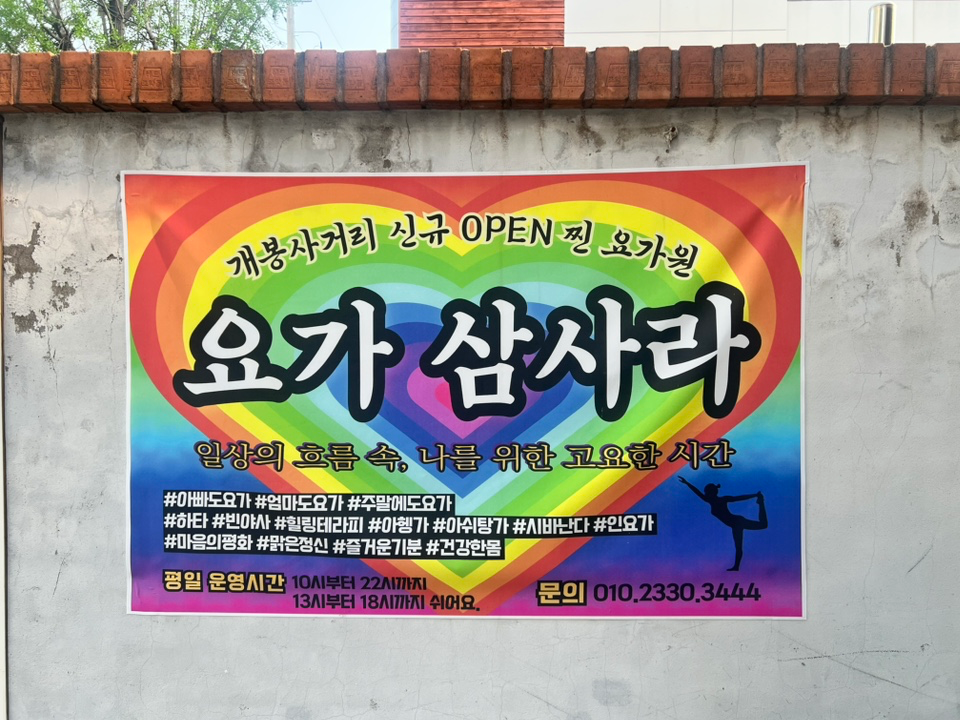 개봉사거리 신규 OPEN 찐 요가원
요가 삼사라
일상의 흐름 속, 나를 위한 고요한 시간
#아빠도요가 #엄마도요가 #주말에도요가
#하타 #빈야사 #힐링테라피 #아헹가 #아쉬탕가 #시바난다 #인요가
#마음의평화 #맑은정신 #즐거운기분 #건강한몸
평일 운영시간 10시부터 22시까지
13시부터 18시까지 쉬어요.
문의 010.2330.3444